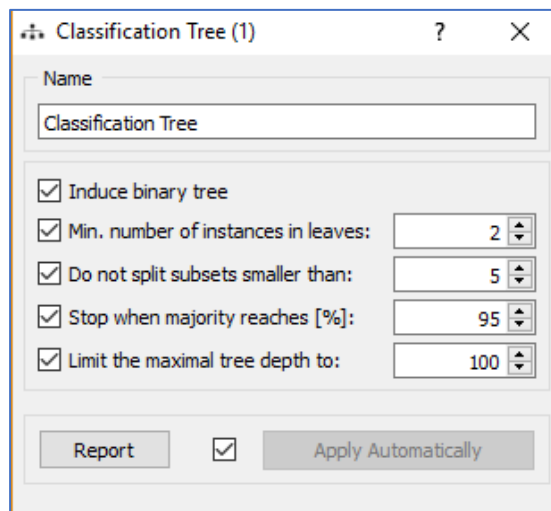 Classification Tree (1) ?
Name
Classification Tree
Induce binary tree
Min. number of instances in leaves: 2
Do not split subsets smaller than: 5
Stop when majority reaches [%]: 95
Limit the maximal tree depth to: 100
Report Apply Automatically